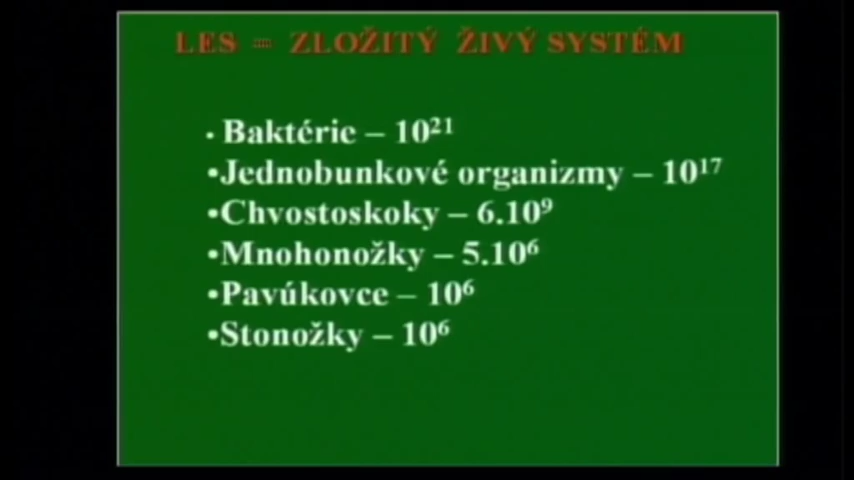 LES = ZLOŽITÝ ŽIVÝ SYSTÉM
• Baktérie – 10²¹
•Jednobunkové organizmy – 10¹⁷
•Chvostoskoky – 6.10⁹
•Mnohonožky – 5.10⁶
•Pavúkovce – 10⁶
•Stonožky – 10⁶